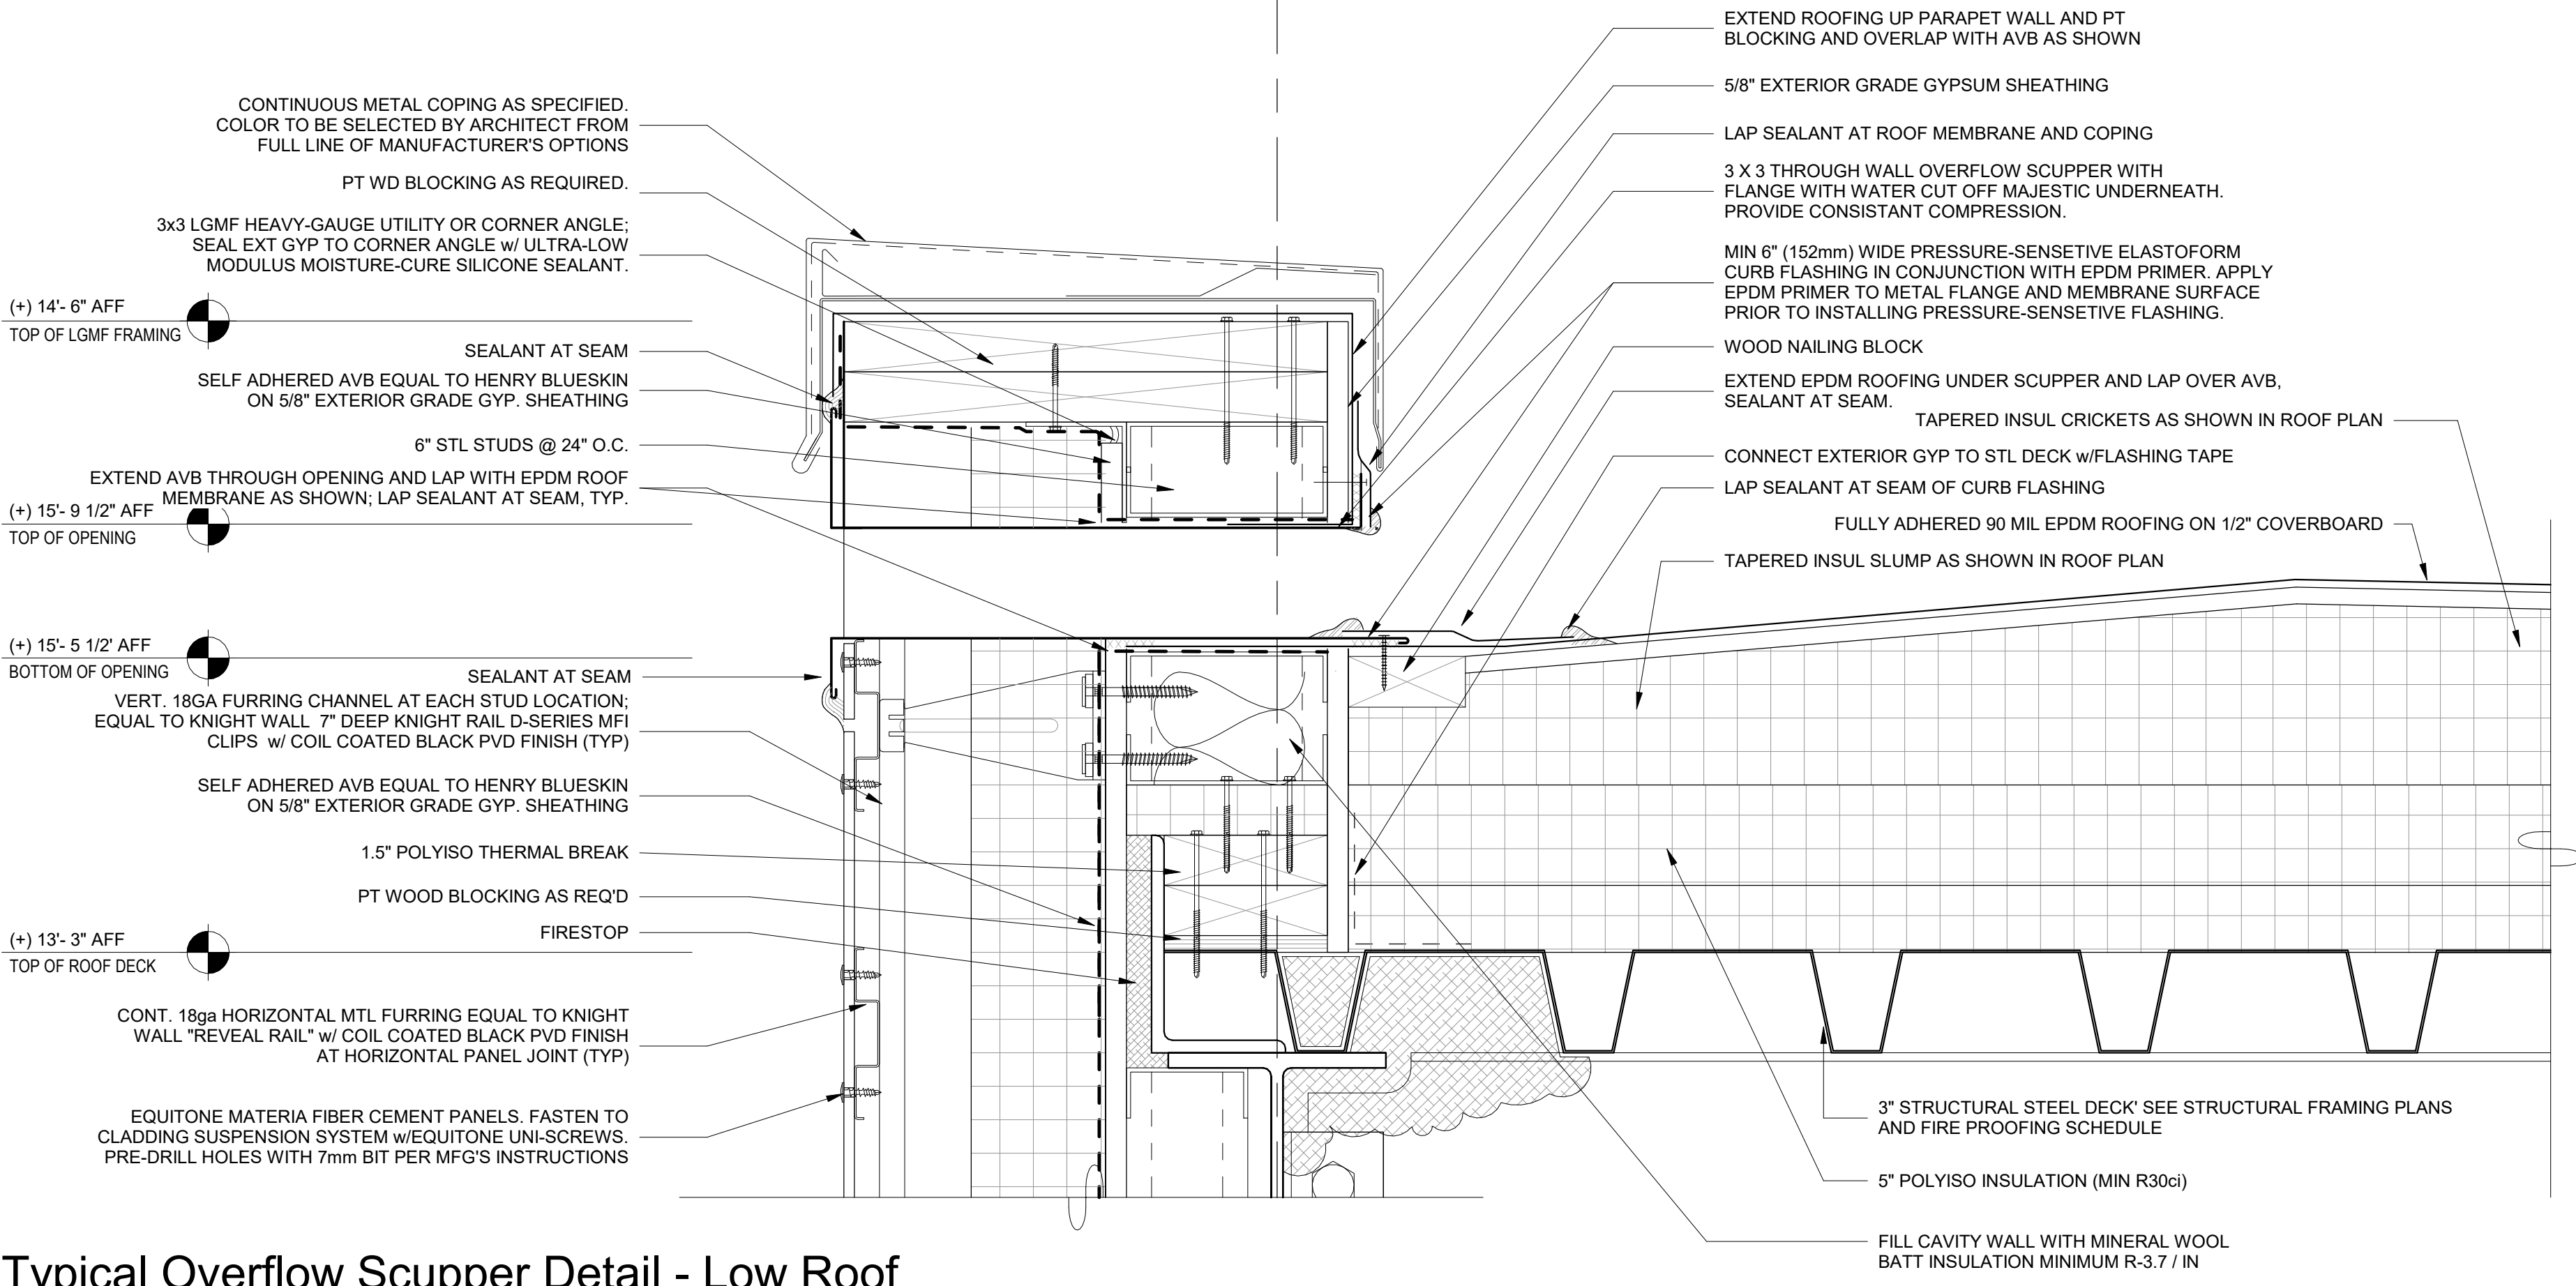 CONTINUOUS METAL COPING AS SPECIFIED.
COLOR TO BE SELECTED BY ARCHITECT FROM
FULL LINE OF MANUFACTURER'S OPTIONS
PT WD BLOCKING AS REQUIRED.
3x3 LGMF HEAVY-GAUGE UTILITY OR CORNER ANGLE;
SEAL EXT GYP TO CORNER ANGLE w/ ULTRA-LOW
MODULUS MOISTURE-CURE SILICONE SEALANT.
(+) 14'- 6" AFF
TOP OF LGMF FRAMING
SEALANT AT SEAM
SELF ADHERED AVB EQUAL TO HENRY BLUESKIN
ON 5/8" EXTERIOR GRADE GYP. SHEATHING
6" STL STUDS @ 24" O.C.
EXTEND AVB THROUGH OPENING AND LAP WITH EPDM ROOF
MEMBRANE AS SHOWN; LAP SEALANT AT SEAM, TYP.
(+) 15'- 9 1/2" AFF
TOP OF OPENING
(+) 15'- 5 1/2' AFF
BOTTOM OF OPENING
SEALANT AT SEAM
VERT. 18GA FURRING CHANNEL AT EACH STUD LOCATION;
EQUAL TO KNIGHT WALL 7" DEEP KNIGHT RAIL D-SERIES MFI
CLIPS w/ COIL COATED BLACK PVD FINISH (TYP)
SELF ADHERED AVB EQUAL TO HENRY BLUESKIN
ON 5/8" EXTERIOR GRADE GYP. SHEATHING
1.5" POLYISO THERMAL BREAK
PT WOOD BLOCKING AS REQ'D
FIRESTOP
(+) 13'- 3" AFF
TOP OF ROOF DECK
CONT. 18ga HORIZONTAL MTL FURRING EQUAL TO KNIGHT
WALL "REVEAL RAIL" w/ COIL COATED BLACK PVD FINISH
AT HORIZONTAL PANEL JOINT (TYP)
EQUITONE MATERIA FIBER CEMENT PANELS. FASTEN TO
CLADDING SUSPENSION SYSTEM w/EQUITONE UNI-SCREWS.
PRE-DRILL HOLES WITH 7mm BIT PER MFG'S INSTRUCTIONS
EXTEND ROOFING UP PARAPET WALL AND PT
BLOCKING AND OVERLAP WITH AVB AS SHOWN
5/8" EXTERIOR GRADE GYPSUM SHEATHING
LAP SEALANT AT ROOF MEMBRANE AND COPING
3 X 3 THROUGH WALL OVERFLOW SCUPPER WITH
FLANGE WITH WATER CUT OFF MAJESTIC UNDERNEATH.
PROVIDE CONSISTANT COMPRESSION.
MIN 6" (152mm) WIDE PRESSURE-SENSETIVE ELASTOFORM
CURB FLASHING IN CONJUNCTION WITH EPDM PRIMER. APPLY
EPDM PRIMER TO METAL FLANGE AND MEMBRANE SURFACE
PRIOR TO INSTALLING PRESSURE-SENSETIVE FLASHING.
WOOD NAILING BLOCK
EXTEND EPDM ROOFING UNDER SCUPPER AND LAP OVER AVB,
SEALANT AT SEAM.
TAPERED INSUL CRICKETS AS SHOWN IN ROOF PLAN
CONNECT EXTERIOR GYP TO STL DECK w/FLASHING TAPE
LAP SEALANT AT SEAM OF CURB FLASHING
FULLY ADHERED 90 MIL EPDM ROOFING ON 1/2" COVERBOARD
TAPERED INSUL SLUMP AS SHOWN IN ROOF PLAN
3" STRUCTURAL STEEL DECK' SEE STRUCTURAL FRAMING PLANS
AND FIRE PROOFING SCHEDULE
5" POLYISO INSULATION (MIN R30ci)
FILL CAVITY WALL WITH MINERAL WOOL
BATT INSULATION MINIMUM R-3.7 / IN
Typical Overflow Scupper Detail - Low Roof